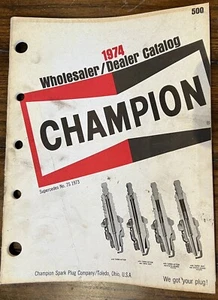 500
1974
Wholesaler/Dealer Catalog
CHAMPION
Supersedes No. 25 1973
Champion Spark Plug Company/Toledo, Ohio, U.S.A.
We got your plug!